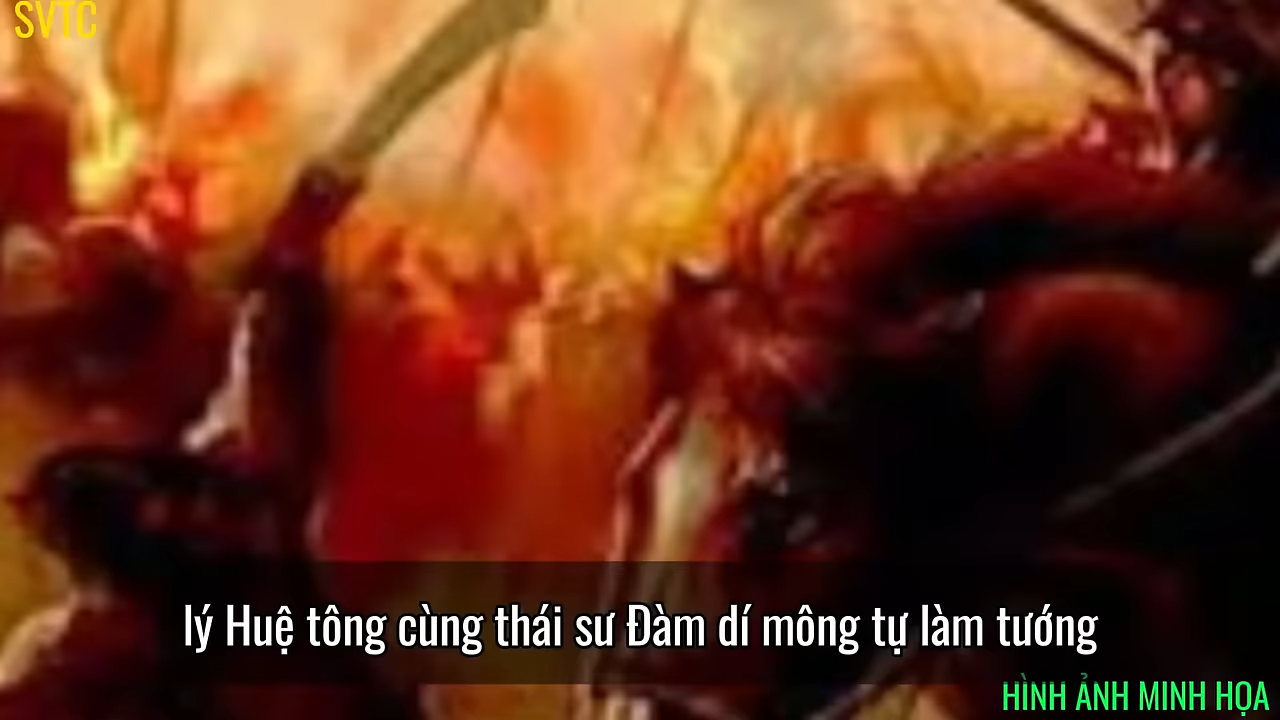 SVTC
lý Huệ tông cùng thái sư Đàm dí mông tự làm tướng
HÌNH ẢNH MINH HỌA